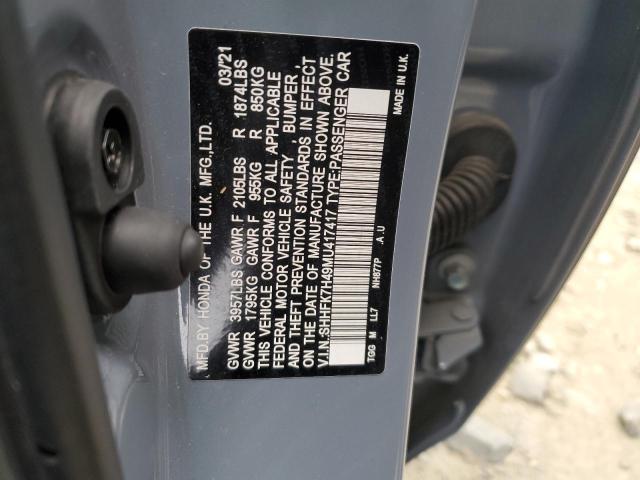 MFD.BY HONDA OF THE U.K. MFG.,LTD. 03/21
GVWR 3957LBS GAWR F 2105LBS R 1874LBS
GVWR 1795KG GAWR F 955KG R 850KG
THIS VEHICLE CONFORMS TO ALL APPLICABLE
FEDERAL MOTOR VEHICLE SAFETY , BUMPER ,
AND THEFT PREVENTION STANDARDS IN EFFECT
ON THE DATE OF MANUFACTURE SHOWN ABOVE.
V.I.N.:SHHFK7H49MU417417 TYPE:PASSENGER CAR
TGG M LL7 NH877P .A .U MADE IN U.K.